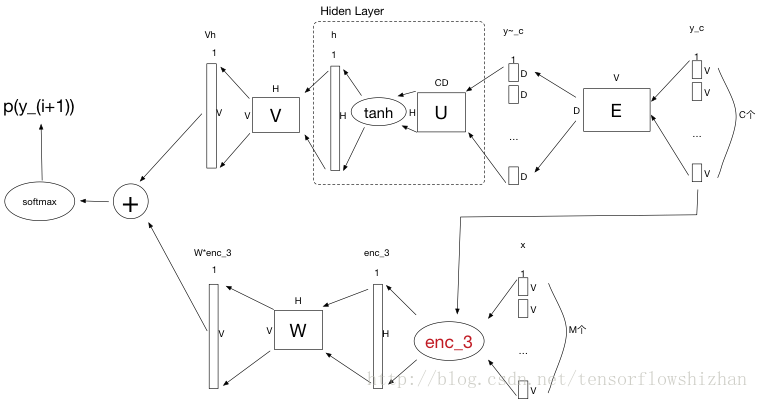 Hiden Layer
Vh
h
y~_c
y_c
1
1
1
1
H
CD
V
V
V
V
V
H
tanh
H
U
D
D
...
D
D
E
V
V
...
V
C个
p(y_(i+1))
softmax
+
W*enc_3
enc_3
x
1
1
1
H
V
V
W
H
enc_3
V
V
...
V
M个
http://blog.csdn.net/tensorflowshizhan